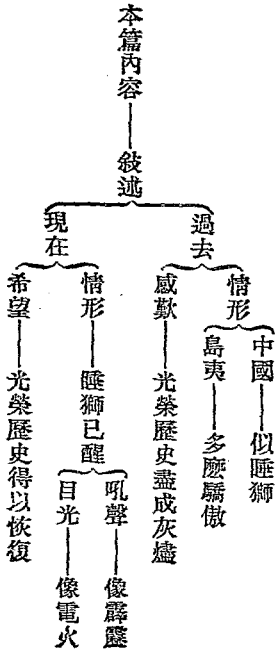 本篇內容
敍述
過去
情形
中國
似睡獅
島夷
多麼驕傲
感歎
光榮歷史盡成灰燼
現在
情形
睡獅已醒
吼聲
像霹靂
目光
像電火
希望
光榮歷史得以恢復